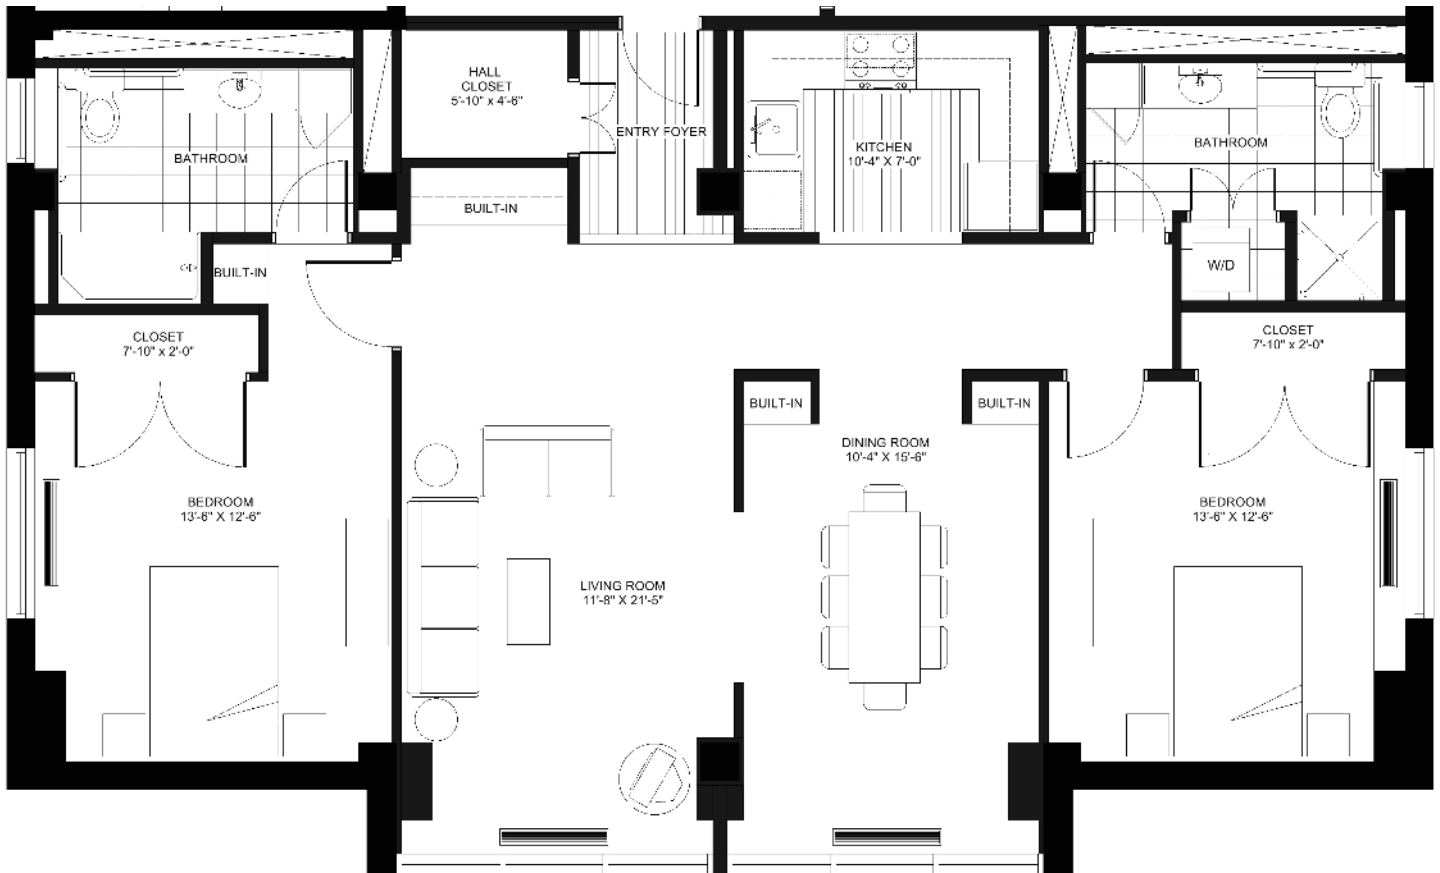 HALL
CLOSET
5'-10" x 4'-6"
ENTRY FOYER
KITCHEN
10'-4" X 7'-0"
BATHROOM
BATHROOM
BUILT-IN
BUILT-IN
W/D
CLOSET
7'-10" x 2'-0"
CLOSET
7'-10" x 2'-0"
BUILT-IN
BUILT-IN
DINING ROOM
10'-4" X 15'-6"
BEDROOM
13'-6" X 12'-6"
BEDROOM
13'-6" X 12'-6"
LIVING ROOM
11'-8" X 21'-5"